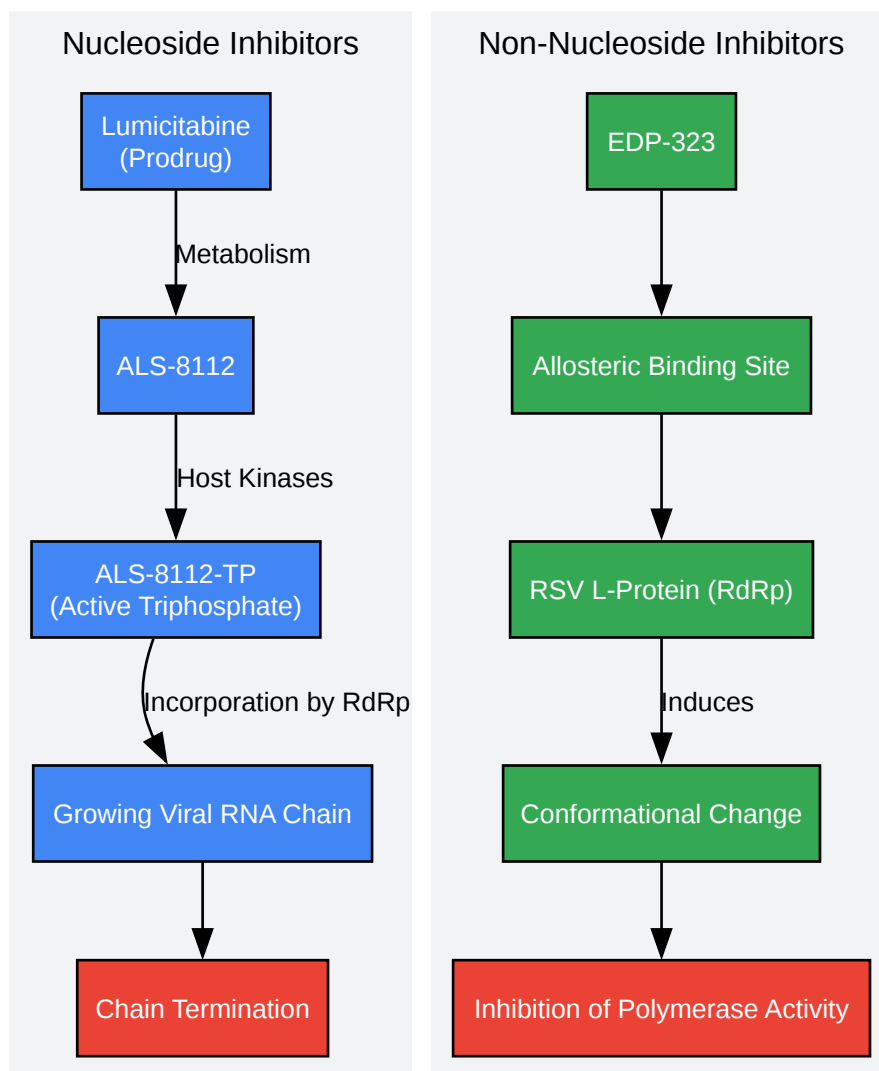 Nucleoside Inhibitors
Lumicitabine
(Prodrug)
Metabolism
ALS-8112
Host Kinases
ALS-8112-TP
(Active Triphosphate)
Incorporation by RdRp
Growing Viral RNA Chain
Chain Termination
Non-Nucleoside Inhibitors
EDP-323
Allosteric Binding Site
RSV L-Protein (RdRp)
Induces
Conformational Change
Inhibition of Polymerase Activity